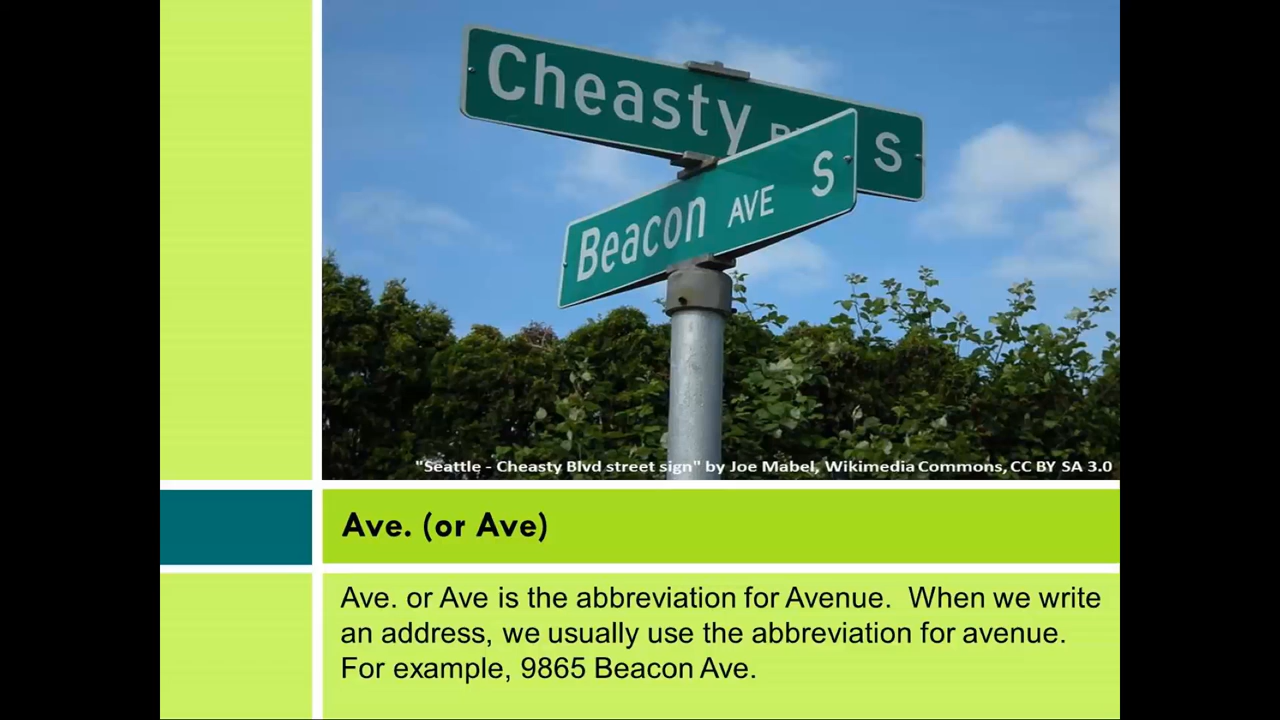 Cheasty S
Beacon AVE S
"Seattle - Cheasty Blvd street sign" by Joe Mabel, Wikimedia Commons, CC BY SA 3.0
Ave. (or Ave)
Ave. or Ave is the abbreviation for Avenue.  When we write
an address, we usually use the abbreviation for avenue.
For example, 9865 Beacon Ave.